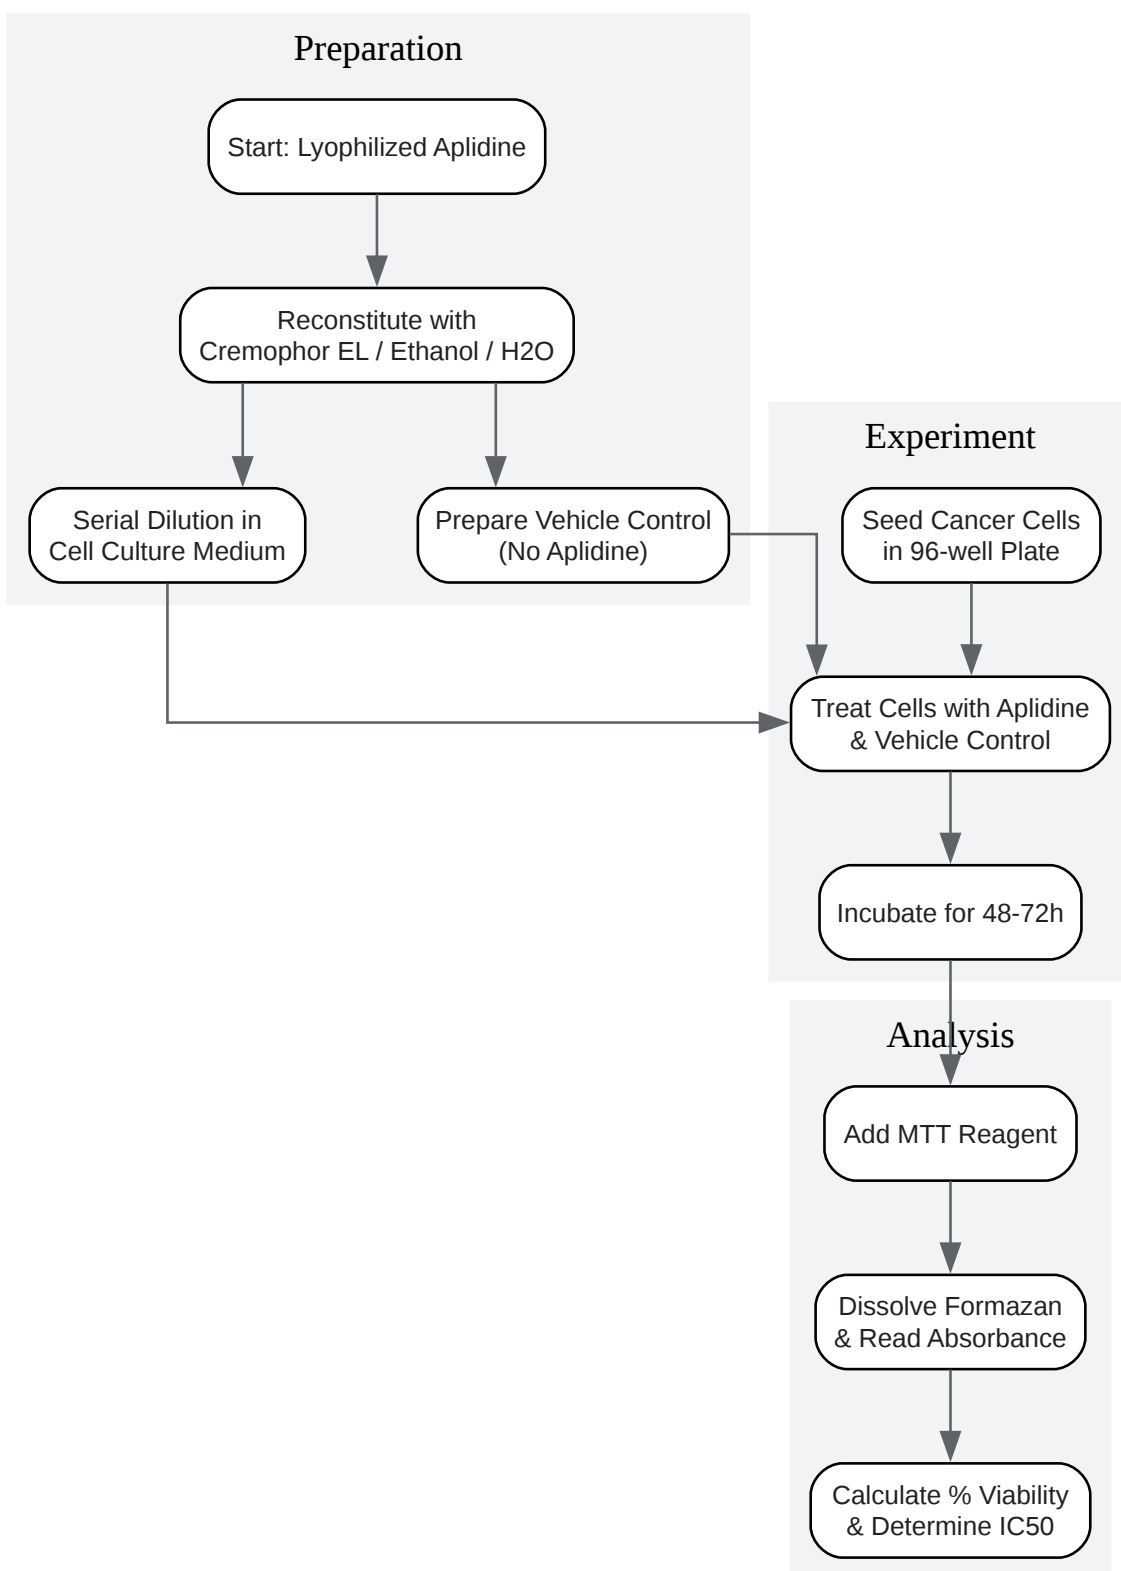 Preparation
Start: Lyophilized Aplidine
Reconstitute with
Cremophor EL / Ethanol / H2O
Serial Dilution in
Cell Culture Medium
Prepare Vehicle Control
(No Aplidine)
Experiment
Seed Cancer Cells
in 96-well Plate
Treat Cells with Aplidine
& Vehicle Control
Incubate for 48-72h
Analysis
Add MTT Reagent
Dissolve Formazan
& Read Absorbance
Calculate % Viability
& Determine IC50